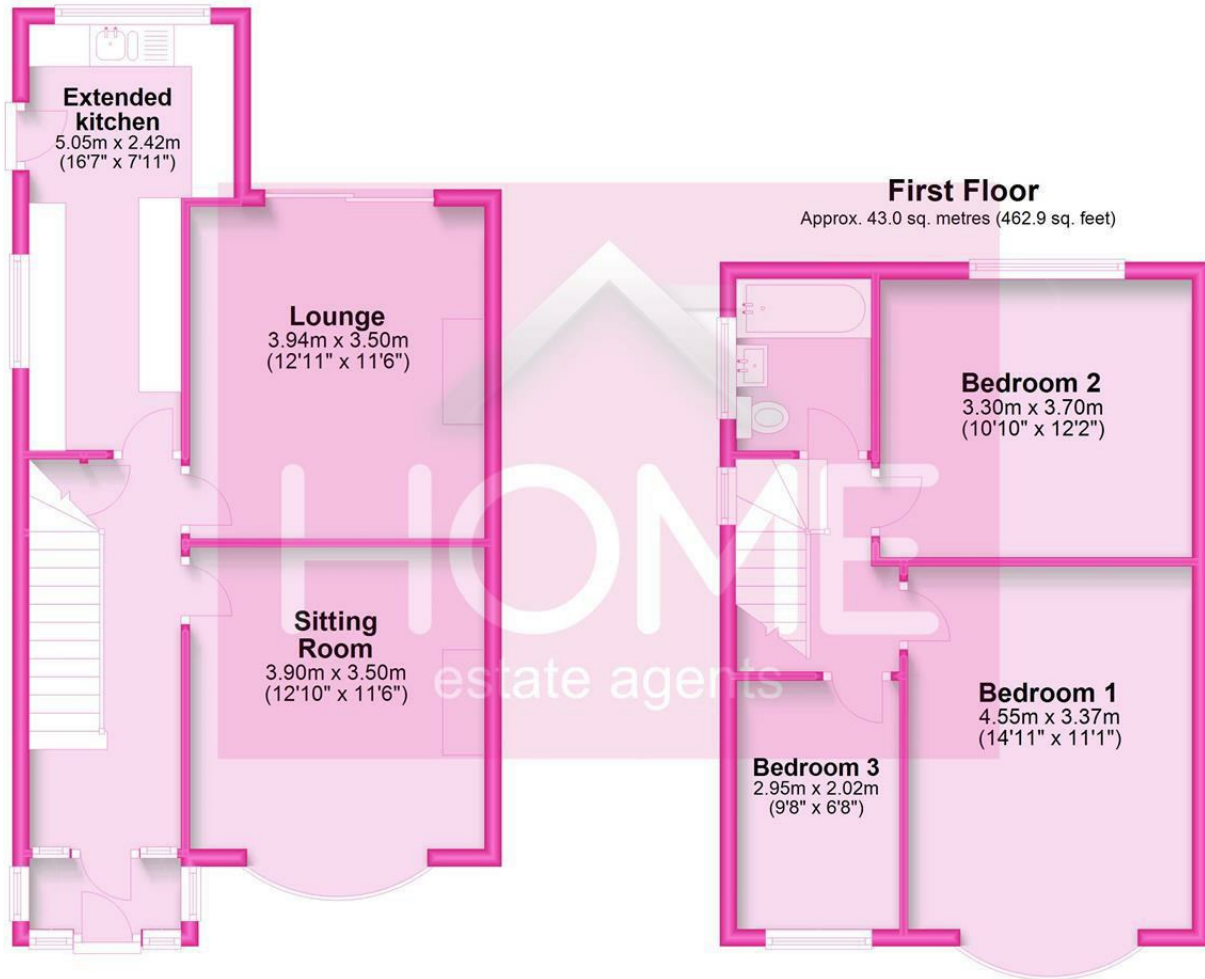 Extended
kitchen
5.05m x 2.42m
(16'7" x 7'11")
Lounge
3.94m x 3.50m
(12'11" x 11'6")
Sitting
Room
3.90m x 3.50m
(12'10" x 11'6")
HOME
estate agents
First Floor
Approx. 43.0 sq. metres (462.9 sq. feet)
Bedroom 2
3.30m x 3.70m
(10'10" x 12'2")
Bedroom 1
4.55m x 3.37m
(14'11" x 11'1")
Bedroom 3
2.95m x 2.02m
(9'8" x 6'8")